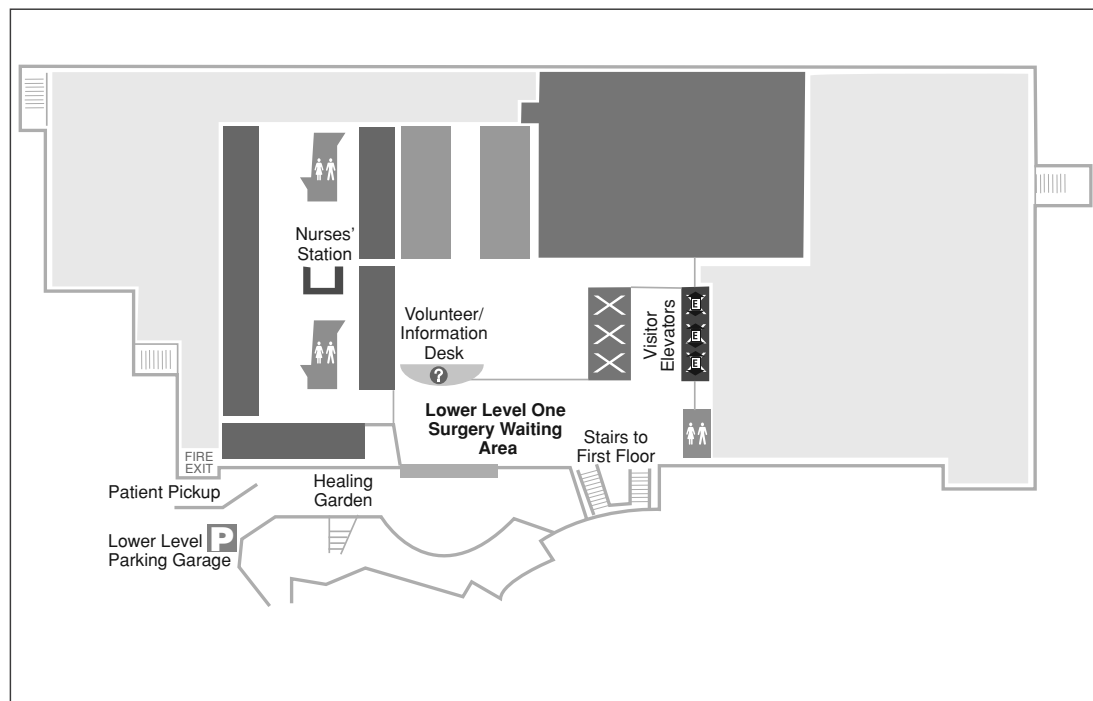 Nurses’
Station
Volunteer/
Information
Desk
?
Visitor
Elevators
E
E
E
Lower Level One
Surgery Waiting
Area
Stairs to
First Floor
FIRE
EXIT
Patient Pickup
Healing
Garden
Lower Level
Parking Garage
P